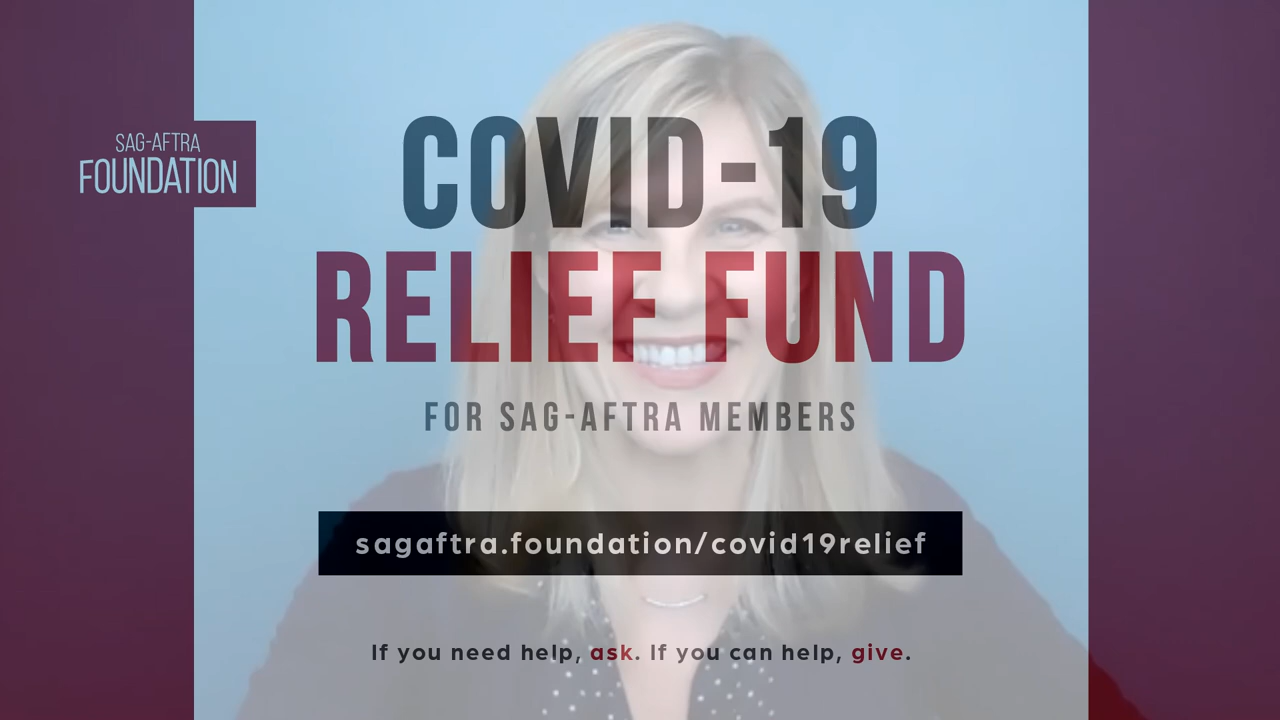 SAG-AFTRA
FOUNDATION
COVID-19
RELIEF FUND
FOR SAG-AFTRA MEMBERS
sagaftra.foundation/covid19relief
If you need help, ask. If you can help, give.